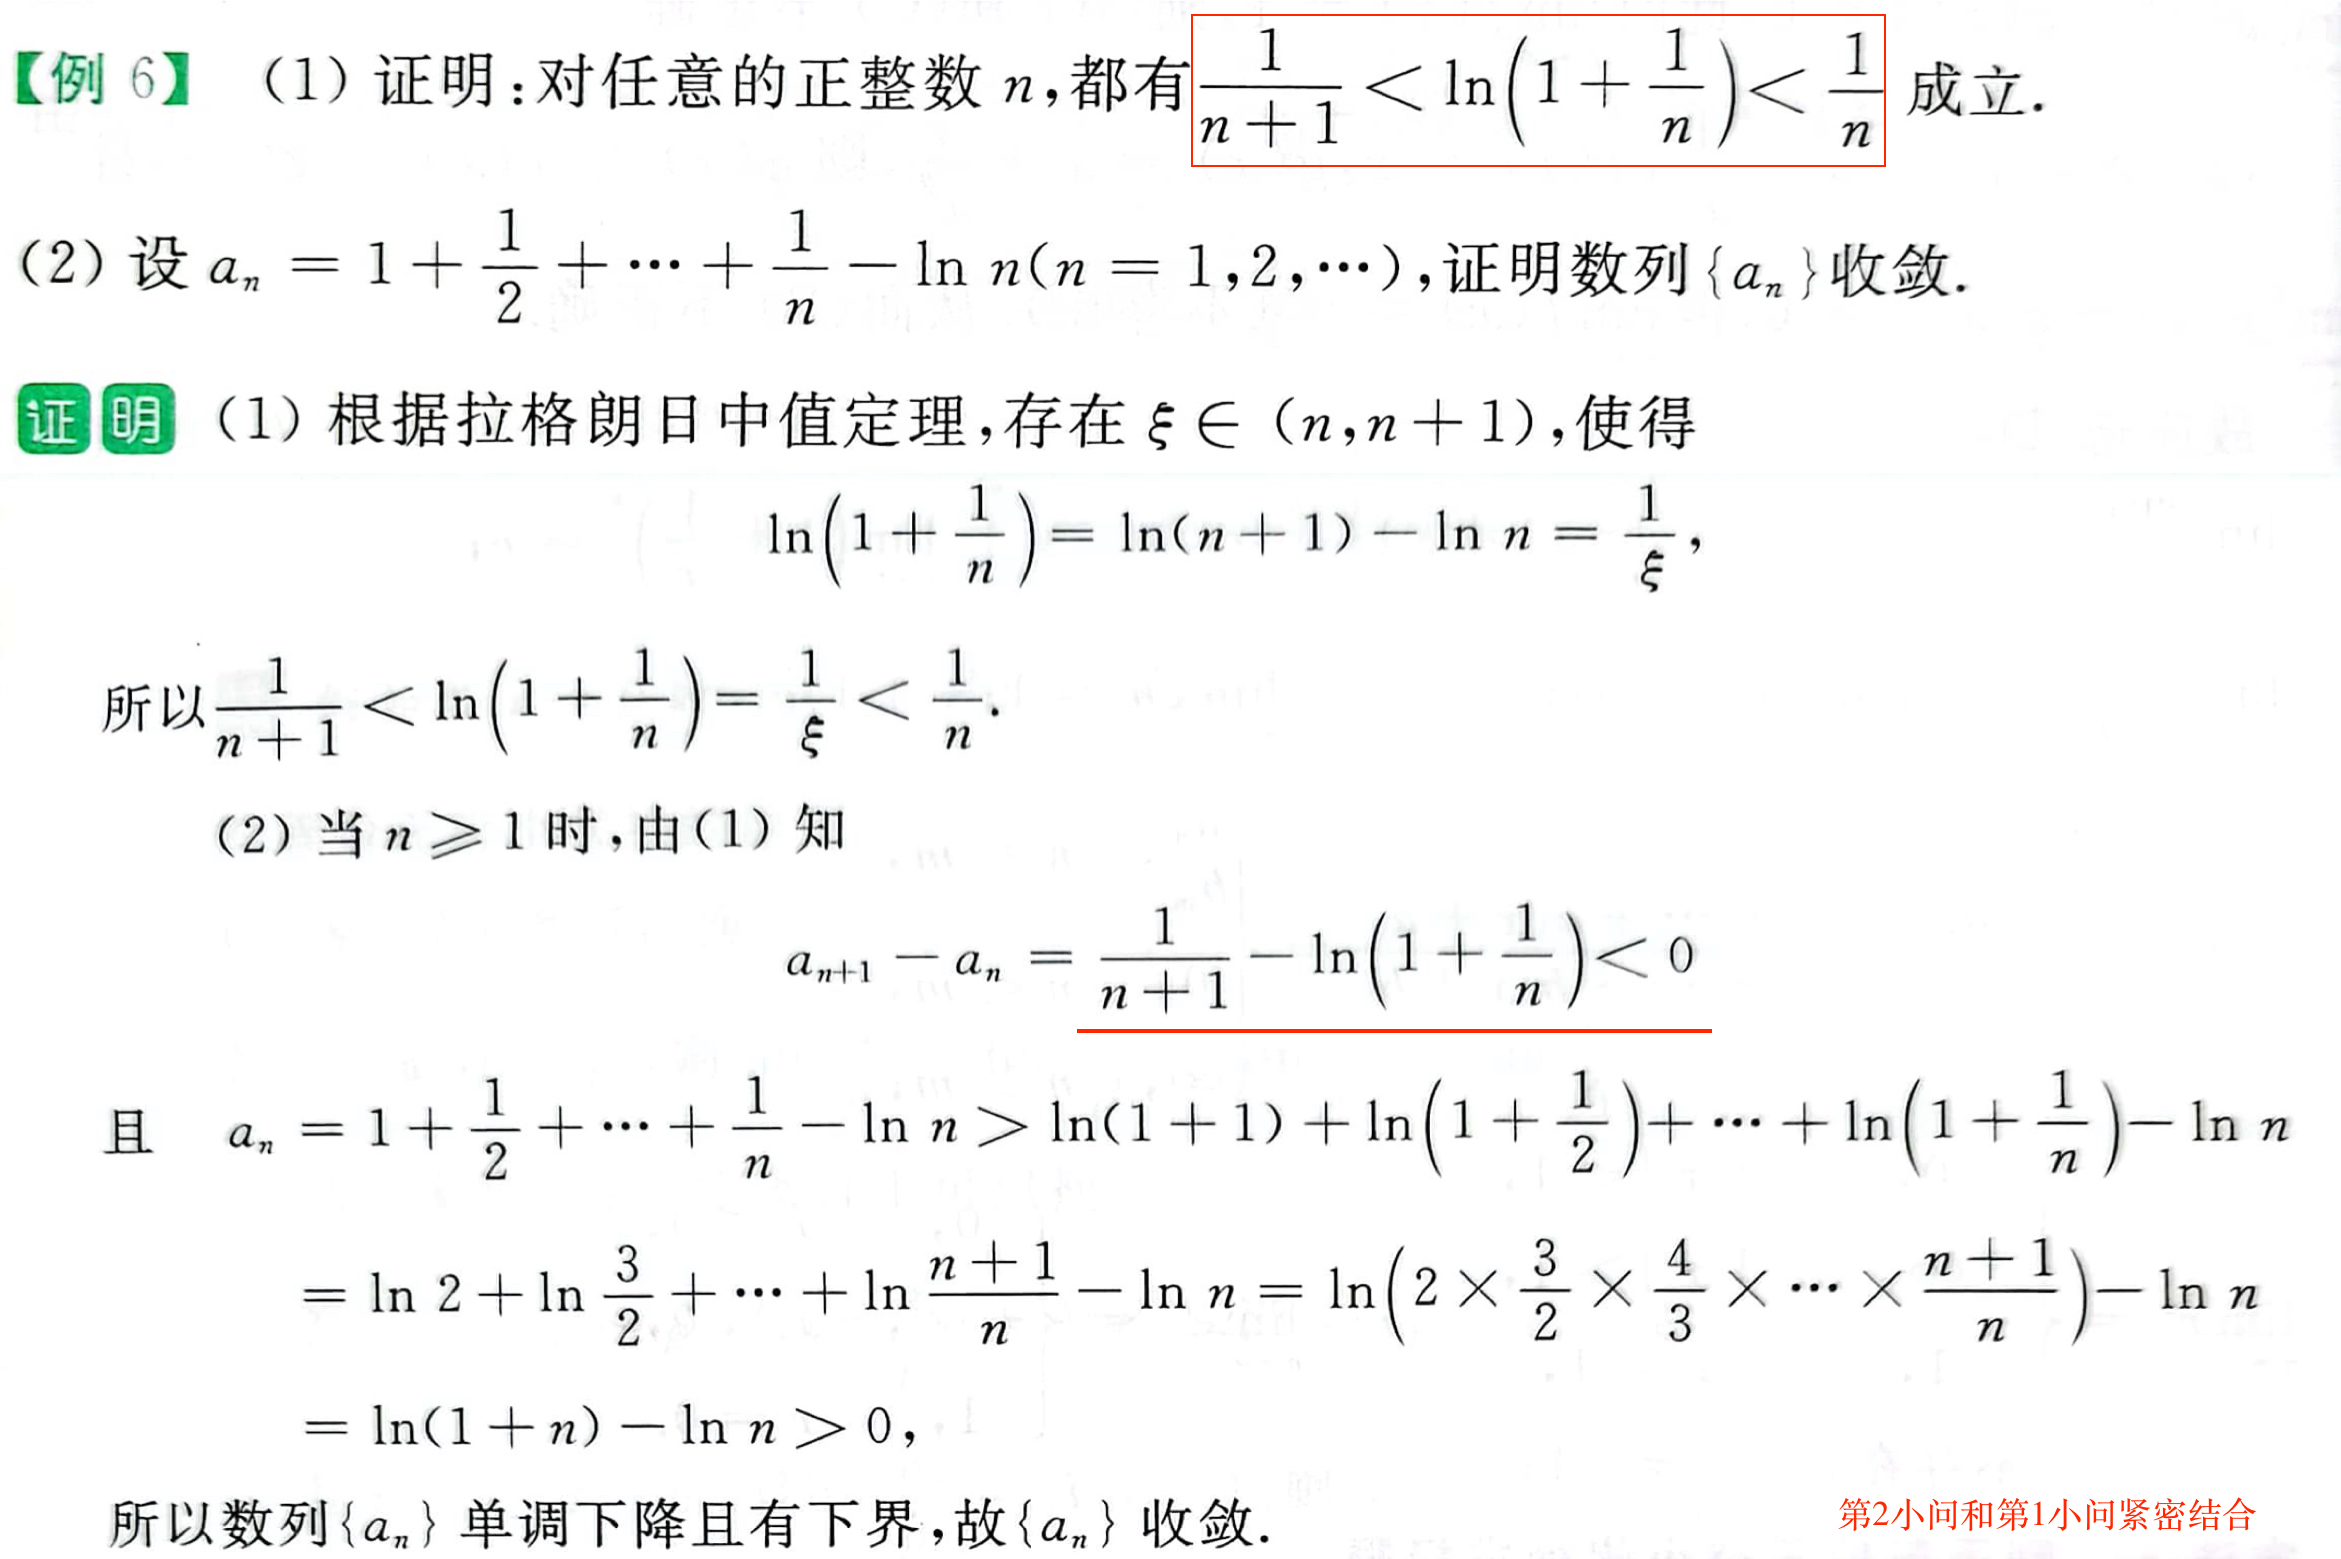 【例 6】 (1) 证明:对任意的正整数 n,都有 $\frac{1}{n+1} < \ln\left(1+\frac{1}{n}\right) < \frac{1}{n}$ 成立.
(2) 设 $a_n = 1+\frac{1}{2}+\cdots+\frac{1}{n}-\ln n(n=1,2,\cdots)$,证明数列$\{a_n\}$收敛.
证明 (1) 根据拉格朗日中值定理,存在 $\xi \in (n,n+1)$,使得
$\ln\left(1+\frac{1}{n}\right) = \ln(n+1)-\ln n = \frac{1}{\xi}$,
所以$\frac{1}{n+1} < \ln\left(1+\frac{1}{n}\right) = \frac{1}{\xi} < \frac{1}{n}$.
(2) 当 $n \geqslant 1$ 时,由(1) 知
$a_{n+1}-a_n = \frac{1}{n+1}-\ln\left(1+\frac{1}{n}\right) < 0$
且 $a_n = 1+\frac{1}{2}+\cdots+\frac{1}{n}-\ln n > \ln(1+1)+\ln\left(1+\frac{1}{2}\right)+\cdots+\ln\left(1+\frac{1}{n}\right)-\ln n$
$= \ln 2+\ln\frac{3}{2}+\cdots+\ln\frac{n+1}{n}-\ln n = \ln\left(2\times\frac{3}{2}\times\frac{4}{3}\times\cdots\times\frac{n+1}{n}\right)-\ln n$
$= \ln(1+n)-\ln n > 0$,
所以数列$\{a_n\}$ 单调下降且有下界,故$\{a_n\}$ 收敛.
第2小问和第1小问紧密结合